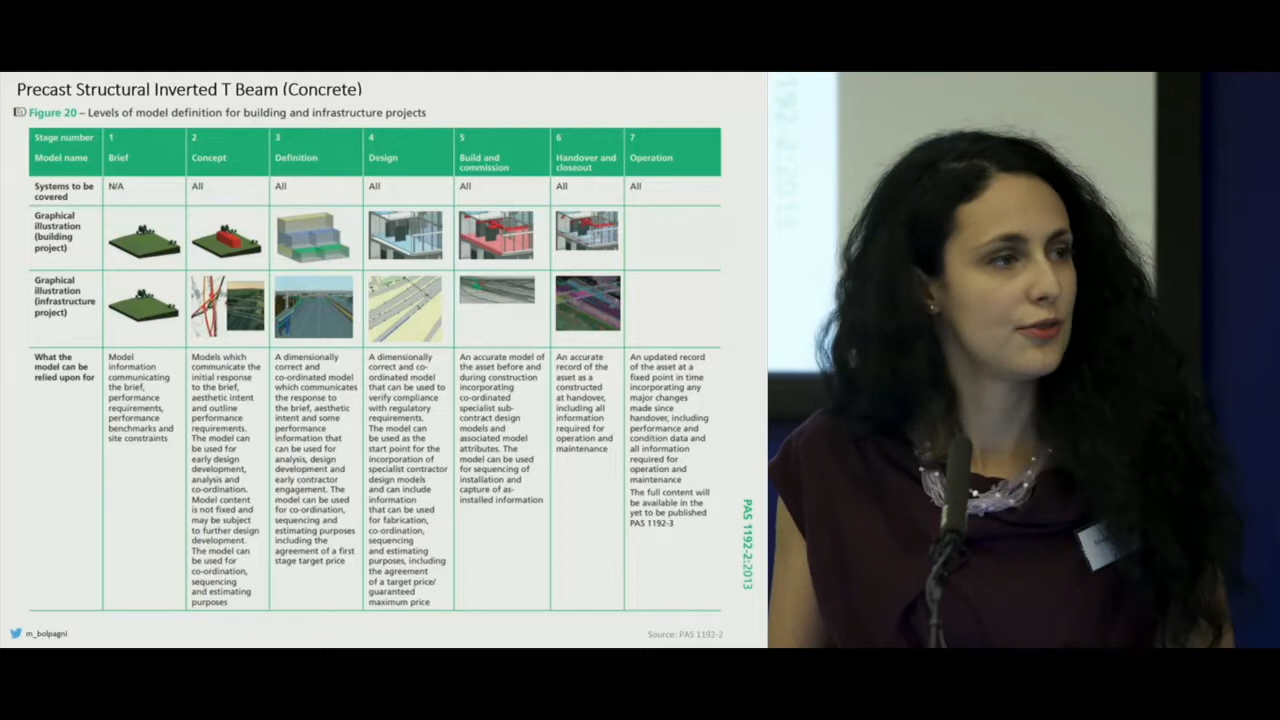 Precast Structural Inverted T Beam (Concrete)
Figure 20 – Levels of model definition for building and infrastructure projects
Stage number 1 2 3 4 5 6 7
Model name Brief Concept Definition Design Build and commission Handover and closeout Operation
Systems to be covered N/A All All All All All All
Graphical
illustration
(building
project)
Graphical
illustration
(infrastructure
project)
What the
model can be
relied upon for
Model
information
communicating
the brief,
performance
requirements,
performance
benchmarks and
site constraints
Models which
communicate the
initial response
to the brief,
aesthetic intent
and outline
performance
requirements.
The model can
be used for
early design
development,
analysis and
co-ordination.
Model content
is not fixed and
may be subject
to further design
development.
The model can
be used for
co-ordination,
sequencing
and estimating
purposes
A dimensionally
correct and
co-ordinated model
which communicates
the response to
the brief, aesthetic
intent and some
performance
information that
can be used for
analysis, design
development and
early contractor
engagement. The
model can be used
for co-ordination,
sequencing and
estimating purposes
including the
agreement of a first
stage target price
A dimensionally
correct and co-
ordinated model
that can be used to
verify compliance
with regulatory
requirements.
The model can
be used as the
start point for the
incorporation of
specialist contractor
design models
and can include
information
that can be used
for fabrication,
co-ordination,
sequencing
and estimating
purposes, including
the agreement
of a target price/
guaranteed
maximum price
An accurate model of
the asset before and
during construction
incorporating
co-ordinated
specialist sub-
contract design
models and
associated model
attributes. The
model can be used
for sequencing of
installation and
capture of as-
installed information
An accurate
record of the
asset as a
constructed
at handover,
including all
information
required for
operation and
maintenance
An updated record
of the asset at a
fixed point in time
incorporating any
major changes
made since
handover, including
performance and
condition data and
all information
required for
operation and
maintenance
The full content will
be available in the
yet to be published
PAS 1192-3
PAS 1192-2:2013
m_bolpagni
Source: PAS 1192-2